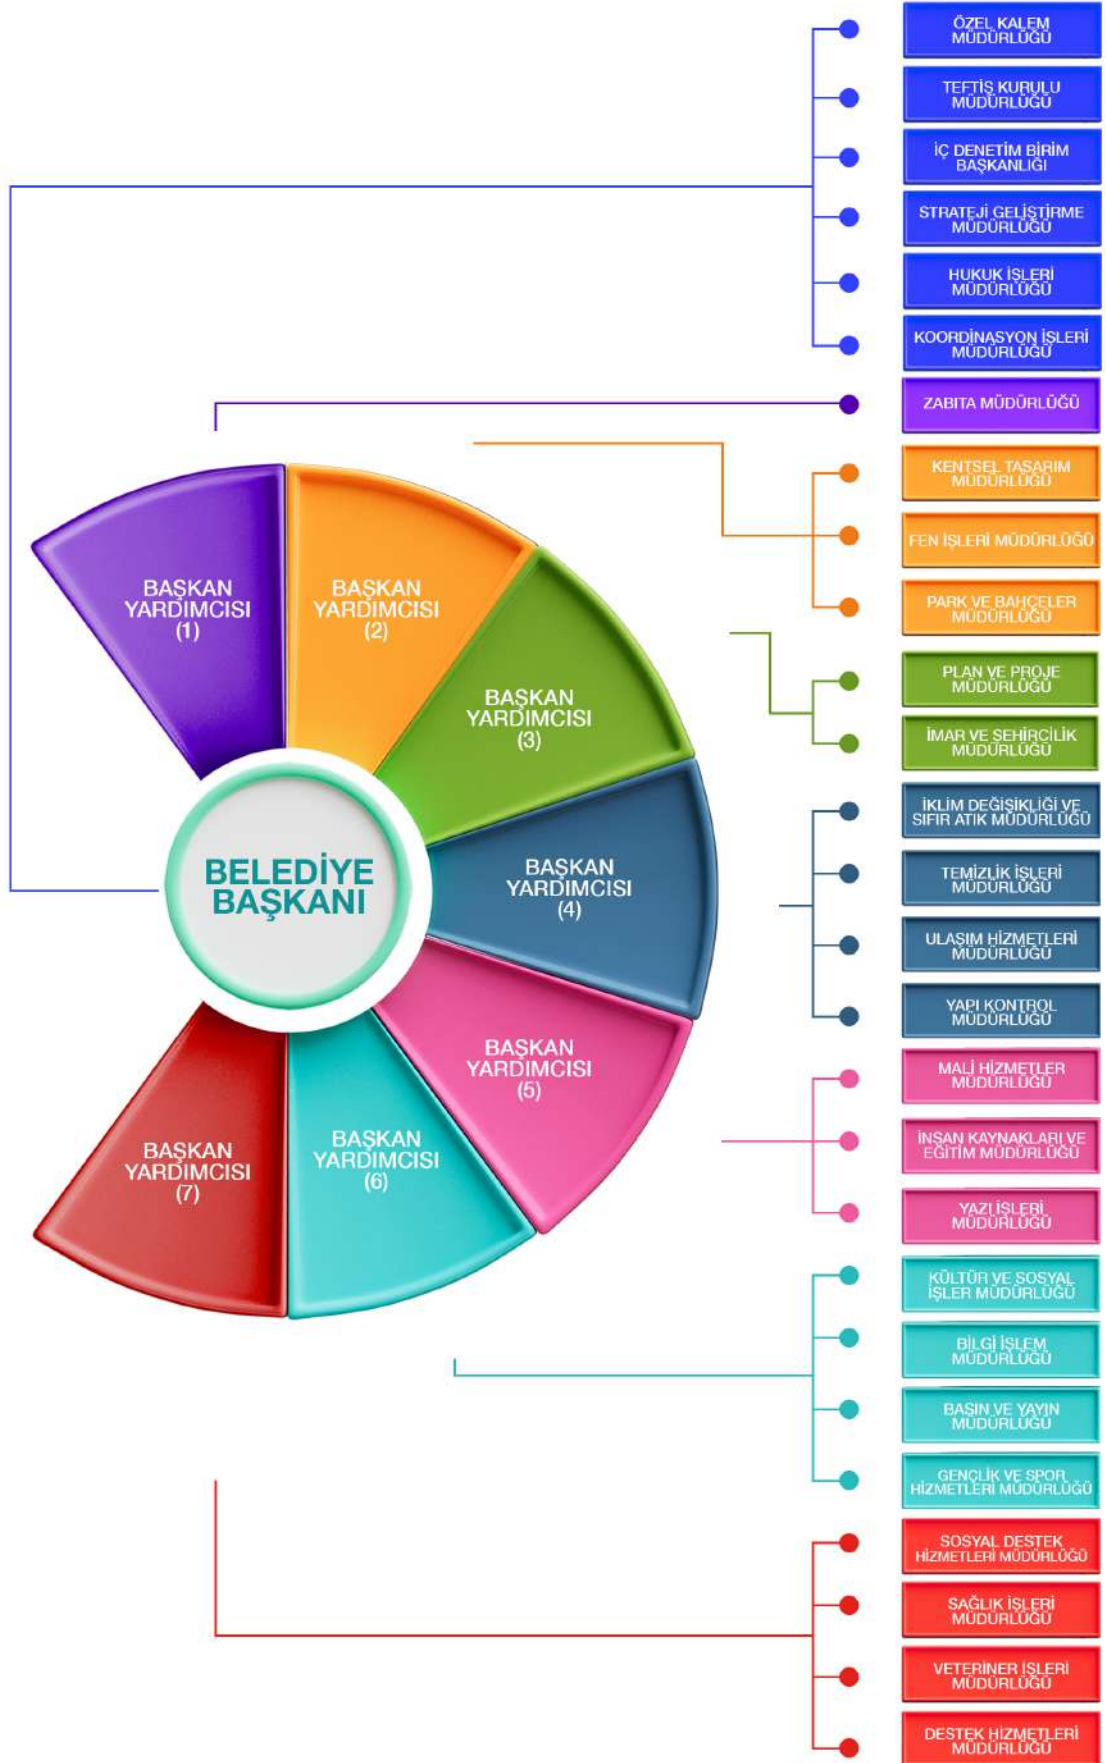 ÖZEL KALEM
MÜDÜRLÜĞÜ
TEFTİŞ KURULU
MÜDÜRLÜĞÜ
İÇ DENETİM BİRİM
BAŞKANLIĞI
STRATEJİ GELİŞTİRME
MÜDÜRLÜĞÜ
HUKUK İŞLERİ
MÜDÜRLÜĞÜ
KOORDİNASYON İŞLERİ
MÜDÜRLÜĞÜ
ZABITA MÜDÜRLÜĞÜ
KENTSEL TASARIM
MÜDÜRLÜĞÜ
FEN İŞLERİ MÜDÜRLÜĞÜ
PARK VE BAHÇELER
MÜDÜRLÜĞÜ
PLAN VE PROJE
MÜDÜRLÜĞÜ
İMAR VE ŞEHİRCİLİK
MÜDÜRLÜĞÜ
İKLİM DEĞİŞİKLİĞİ VE
SIFIR ATIK MÜDÜRLÜĞÜ
TEMİZLİK İŞLERİ
MÜDÜRLÜĞÜ
ULAŞIM HİZMETLERİ
MÜDÜRLÜĞÜ
YAPI KONTROL
MÜDÜRLÜĞÜ
MALİ HİZMETLER
MÜDÜRLÜĞÜ
İNSAN KAYNAKLARI VE
EĞİTİM MÜDÜRLÜĞÜ
YAZI İŞLERİ
MÜDÜRLÜĞÜ
KÜLTÜR VE SOSYAL
İŞLER MÜDÜRLÜĞÜ
BİLGİ İŞLEM
MÜDÜRLÜĞÜ
BASIN VE YAYIN
MÜDÜRLÜĞÜ
GENÇLİK VE SPOR
HİZMETLERİ MÜDÜRLÜĞÜ
SOSYAL DESTEK
HİZMETLERİ MÜDÜRLÜĞÜ
SAĞLIK İŞLERİ
MÜDÜRLÜĞÜ
VETERİNER İŞLERİ
MÜDÜRLÜĞÜ
DESTEK HİZMETLERİ
MÜDÜRLÜĞÜ
BAŞKAN
YARDIMCISI
(1)
BAŞKAN
YARDIMCISI
(2)
BAŞKAN
YARDIMCISI
(3)
BAŞKAN
YARDIMCISI
(4)
BAŞKAN
YARDIMCISI
(5)
BAŞKAN
YARDIMCISI
(6)
BAŞKAN
YARDIMCISI
(7)
BELEDİYE
BAŞKANI